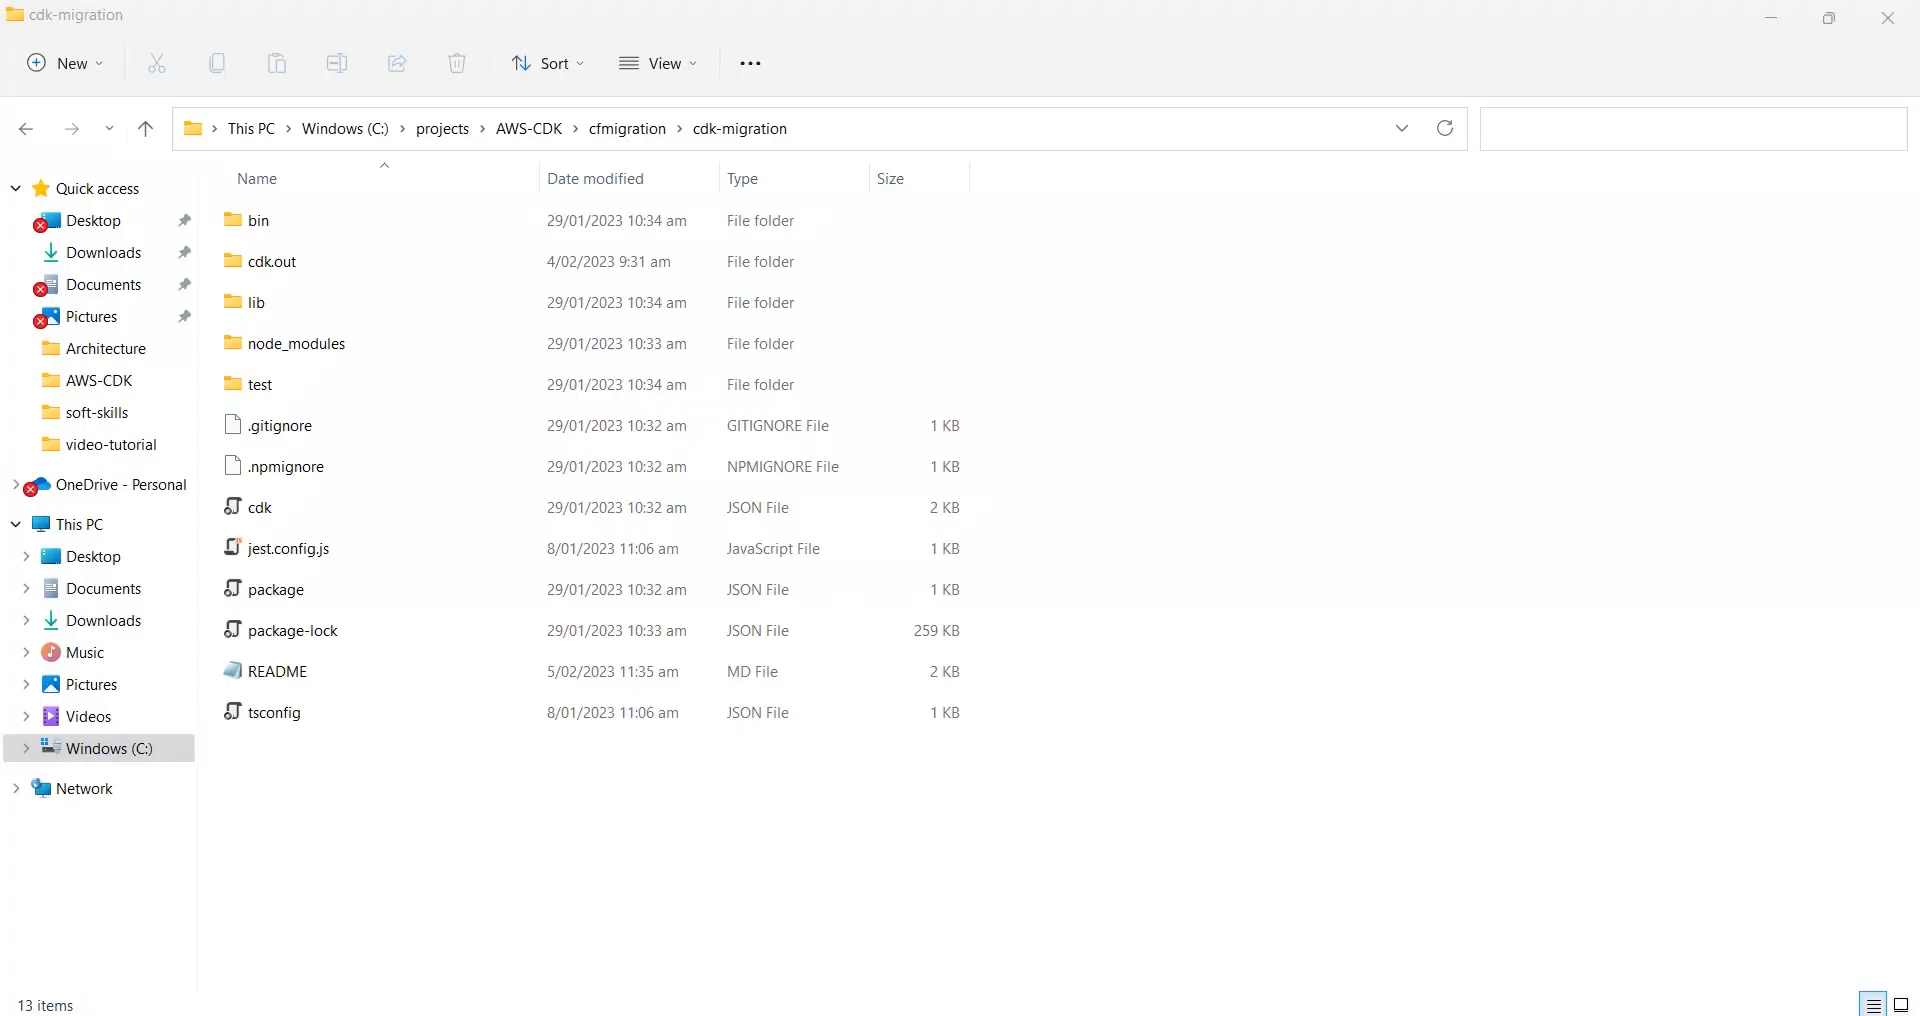 cdk-migration
New
Sort
View
This PC > Windows (C:) > projects > AWS-CDK > cfmigration > cdk-migration
Name Date modified Type Size
Quick access
Desktop
Downloads
Documents
Pictures
Architecture
AWS-CDK
soft-skills
video-tutorial
OneDrive - Personal
This PC
Desktop
Documents
Downloads
Music
Pictures
Videos
Windows (C:)
Network
bin 29/01/2023 10:34 am File folder
cdk.out 4/02/2023 9:31 am File folder
lib 29/01/2023 10:34 am File folder
node_modules 29/01/2023 10:33 am File folder
test 29/01/2023 10:34 am File folder
.gitignore 29/01/2023 10:32 am GITIGNORE File 1 KB
.npmignore 29/01/2023 10:32 am NPMIGNORE File 1 KB
cdk 29/01/2023 10:32 am JSON File 2 KB
jest.config.js 8/01/2023 11:06 am JavaScript File 1 KB
package 29/01/2023 10:32 am JSON File 1 KB
package-lock 29/01/2023 10:33 am JSON File 259 KB
README 5/02/2023 11:35 am MD File 2 KB
tsconfig 8/01/2023 11:06 am JSON File 1 KB
13 items